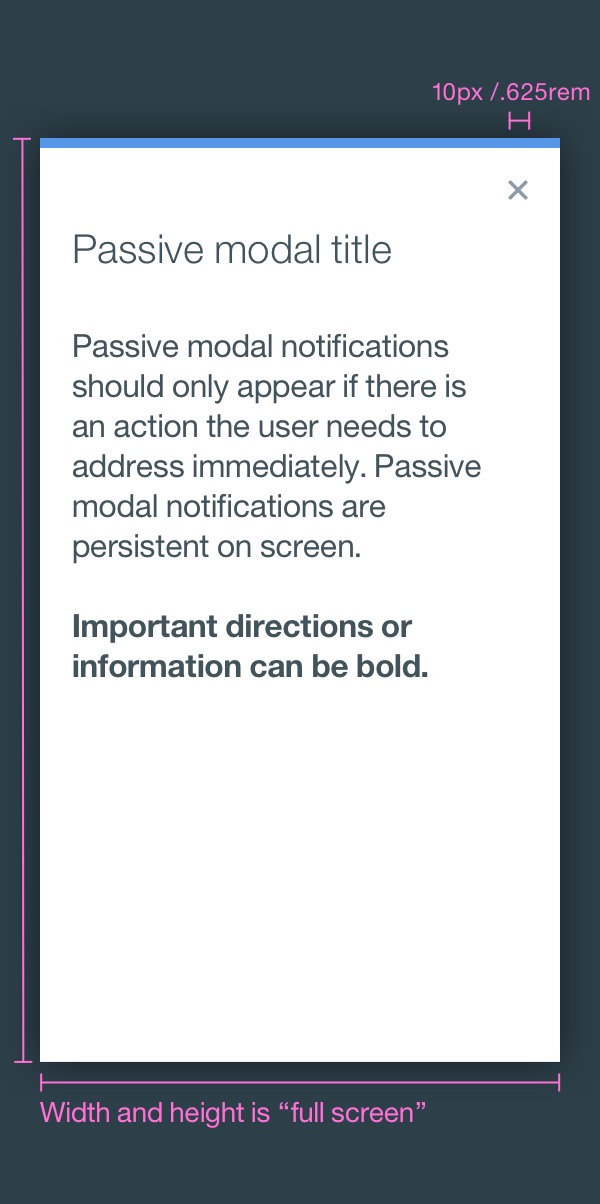 10px /.625rem
Passive modal title
Passive modal notifications
should only appear if there is
an action the user needs to
address immediately. Passive
modal notifications are
persistent on screen.
Important directions or
information can be bold.
Width and height is “full screen”